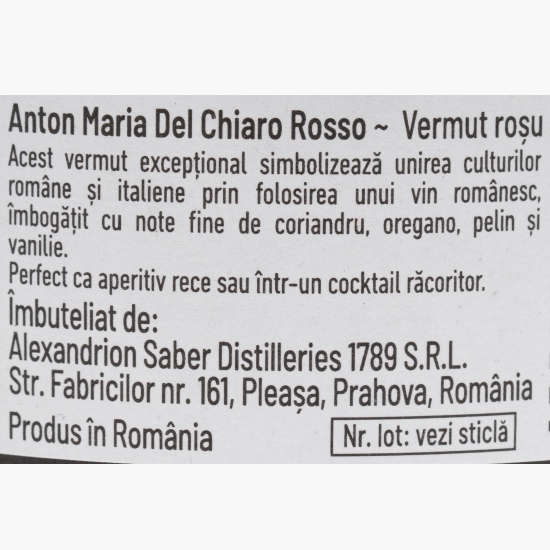 Anton Maria Del Chiaro Rosso ~ Vermut roșu
Acest vermut excepțional simbolizează unirea culturilor
române și italiene prin folosirea unui vin românesc,
îmbogățit cu note fine de coriandru, oregano, pelin și
vanilie.
Perfect ca aperitiv rece sau într-un cocktail răcoritor.
Îmbuteliat de:
Alexandrion Saber Distilleries 1789 S.R.L.
Str. Fabricilor nr. 161, Pleașa, Prahova, România
Produs în România
Nr. lot: vezi sticlă